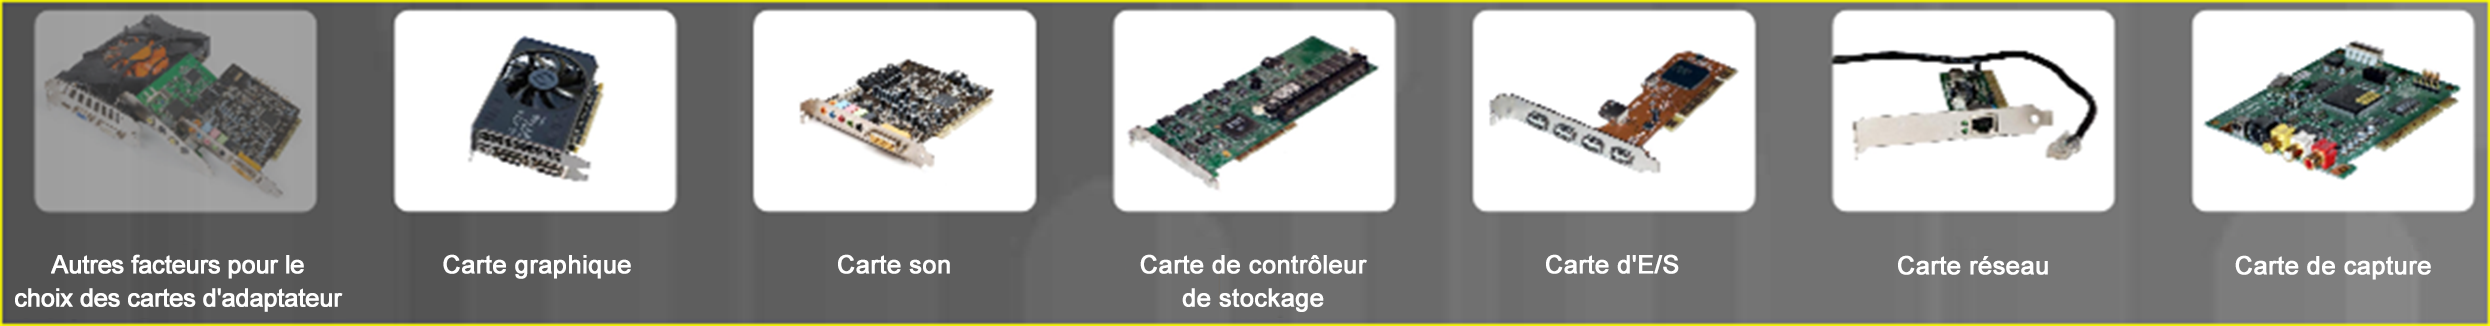 Autres facteurs pour le
choix des cartes d'adaptateur
Carte graphique
Carte son
Carte de contrôleur
de stockage
Carte d'E/S
Carte réseau
Carte de capture